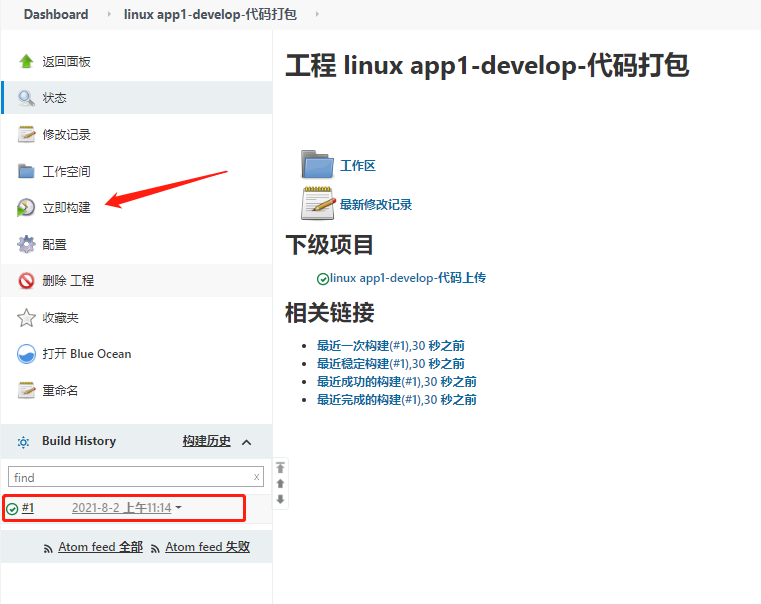 Dashboard
linux app1-develop-代码打包
返回面板
状态
修改记录
工作空间
立即构建
配置
删除 工程
收藏夹
打开 Blue Ocean
重命名
Build History
构建历史
find
x
#1
2021-8-2 上午11:14
Atom feed 全部
Atom feed 失败
工程 linux app1-develop-代码打包
工作区
最新修改记录
下级项目
linux app1-develop-代码上传
相关链接
最近一次构建(#1),30 秒之前
最近稳定构建(#1),30 秒之前
最近成功的构建(#1),30 秒之前
最近完成的构建(#1),30 秒之前